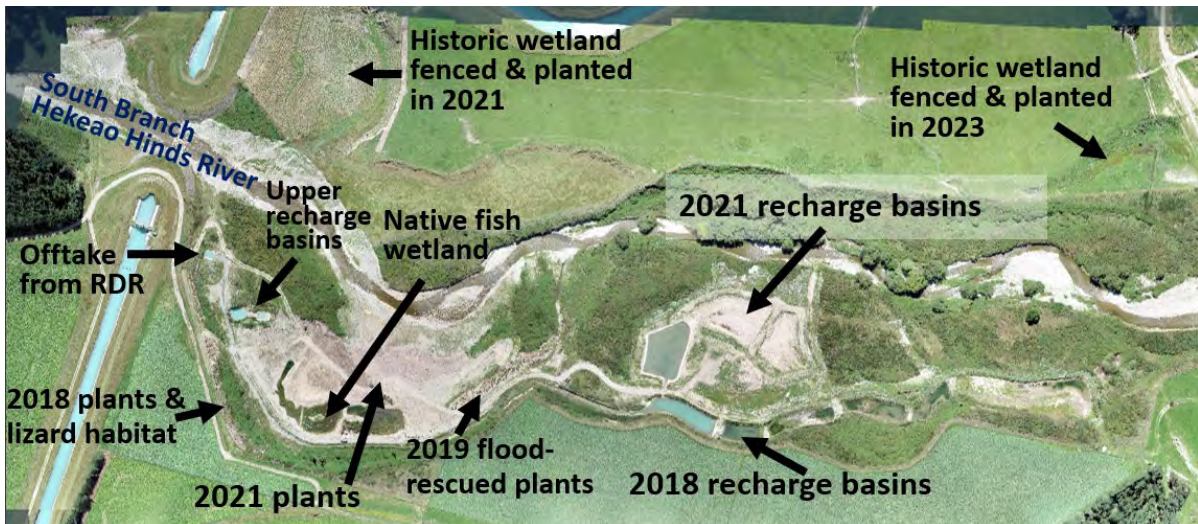 Historic wetland
fenced & planted
in 2021
Historic wetland
fenced & planted
in 2023
South Branch
Hekeao Hinds River
Upper
recharge
basins
Native fish
wetland
2021 recharge basins
Offtake
from RDR
2018 plants &
lizard habitat
2021 plants
2019 flood-
rescued plants
2018 recharge basins